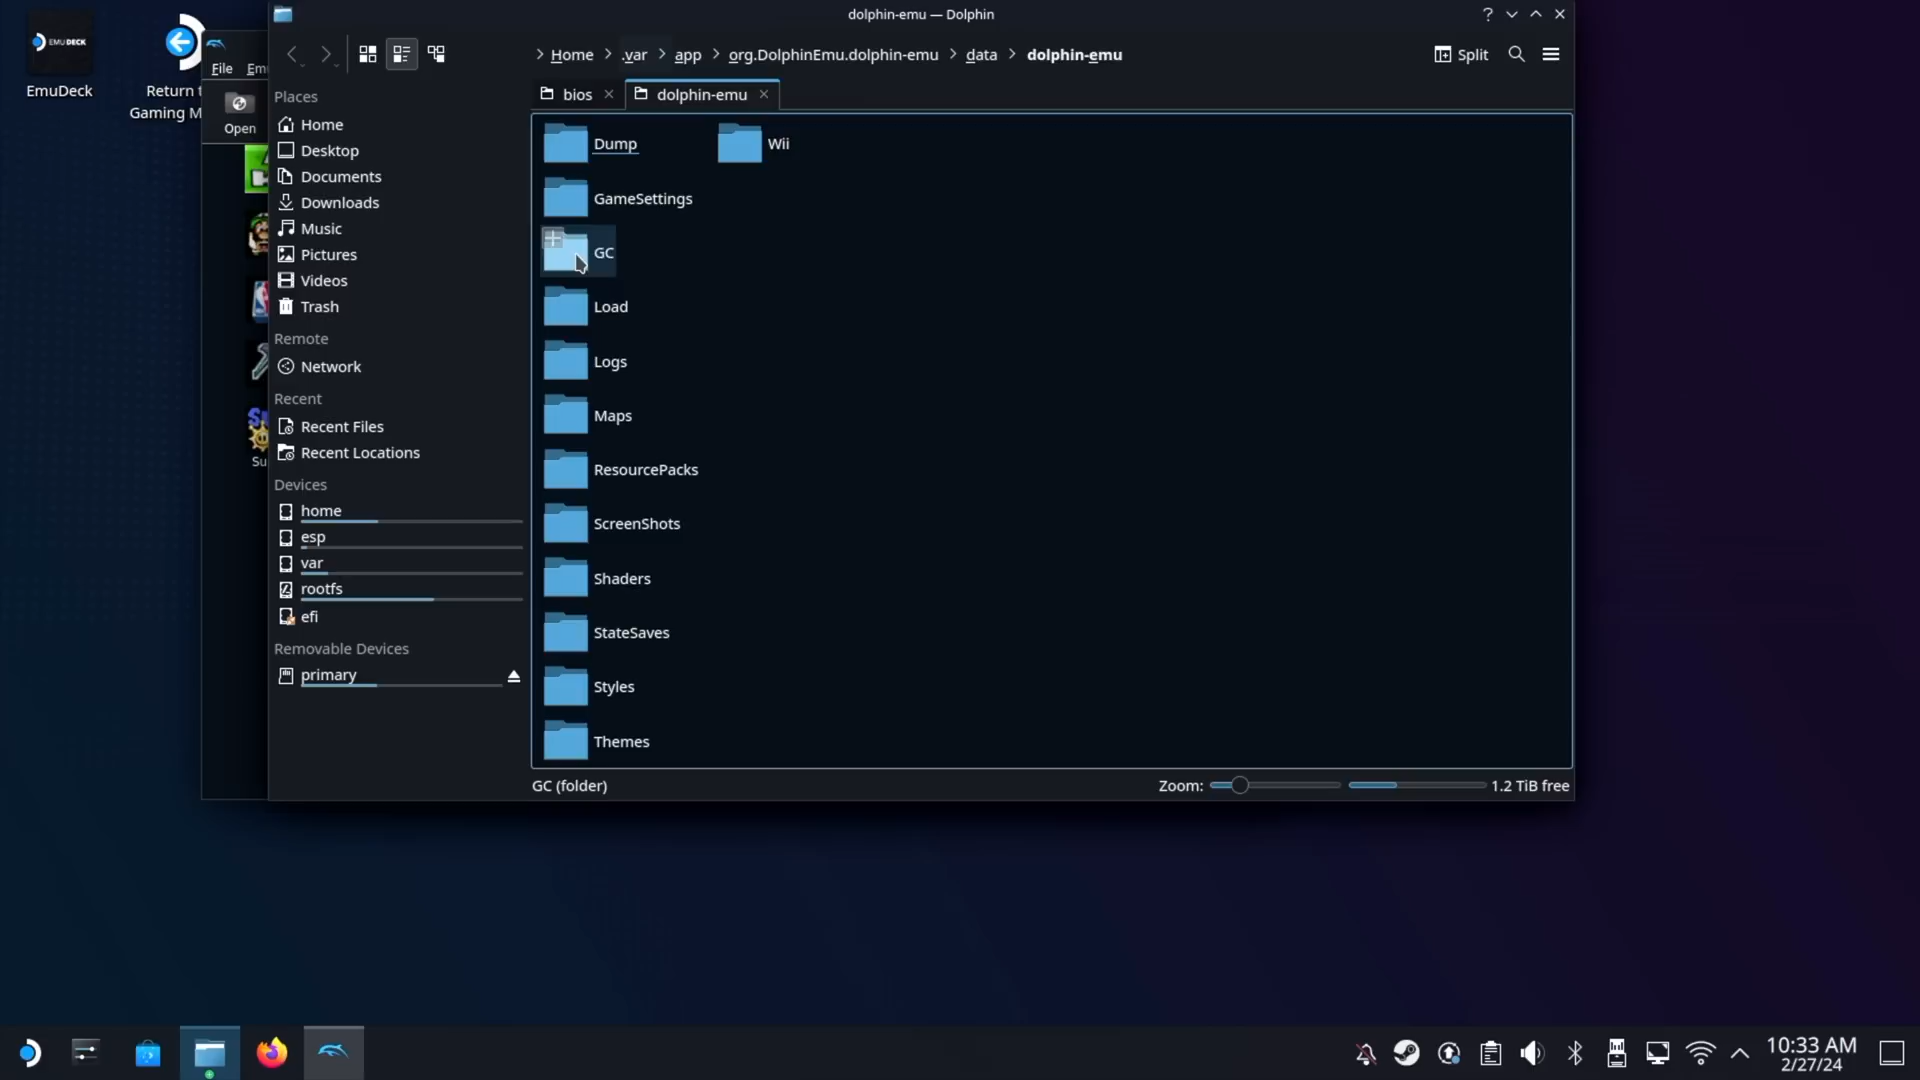 dolphin-emu — Dolphin
EMUDECK
EmuDeck
Return t
Gaming M
File Em
Open
Su
Home .var app org.DolphinEmu.dolphin-emu data dolphin-emu
Split
bios dolphin-emu
Places
Home
Desktop
Documents
Downloads
Music
Pictures
Videos
Trash
Remote
Network
Recent
Recent Files
Recent Locations
Devices
home
esp
var
rootfs
efi
Removable Devices
primary
Dump
Wii
GameSettings
GC
Load
Logs
Maps
ResourcePacks
ScreenShots
Shaders
StateSaves
Styles
Themes
GC (folder)
Zoom:
1.2 TiB free
10:33 AM
2/27/24